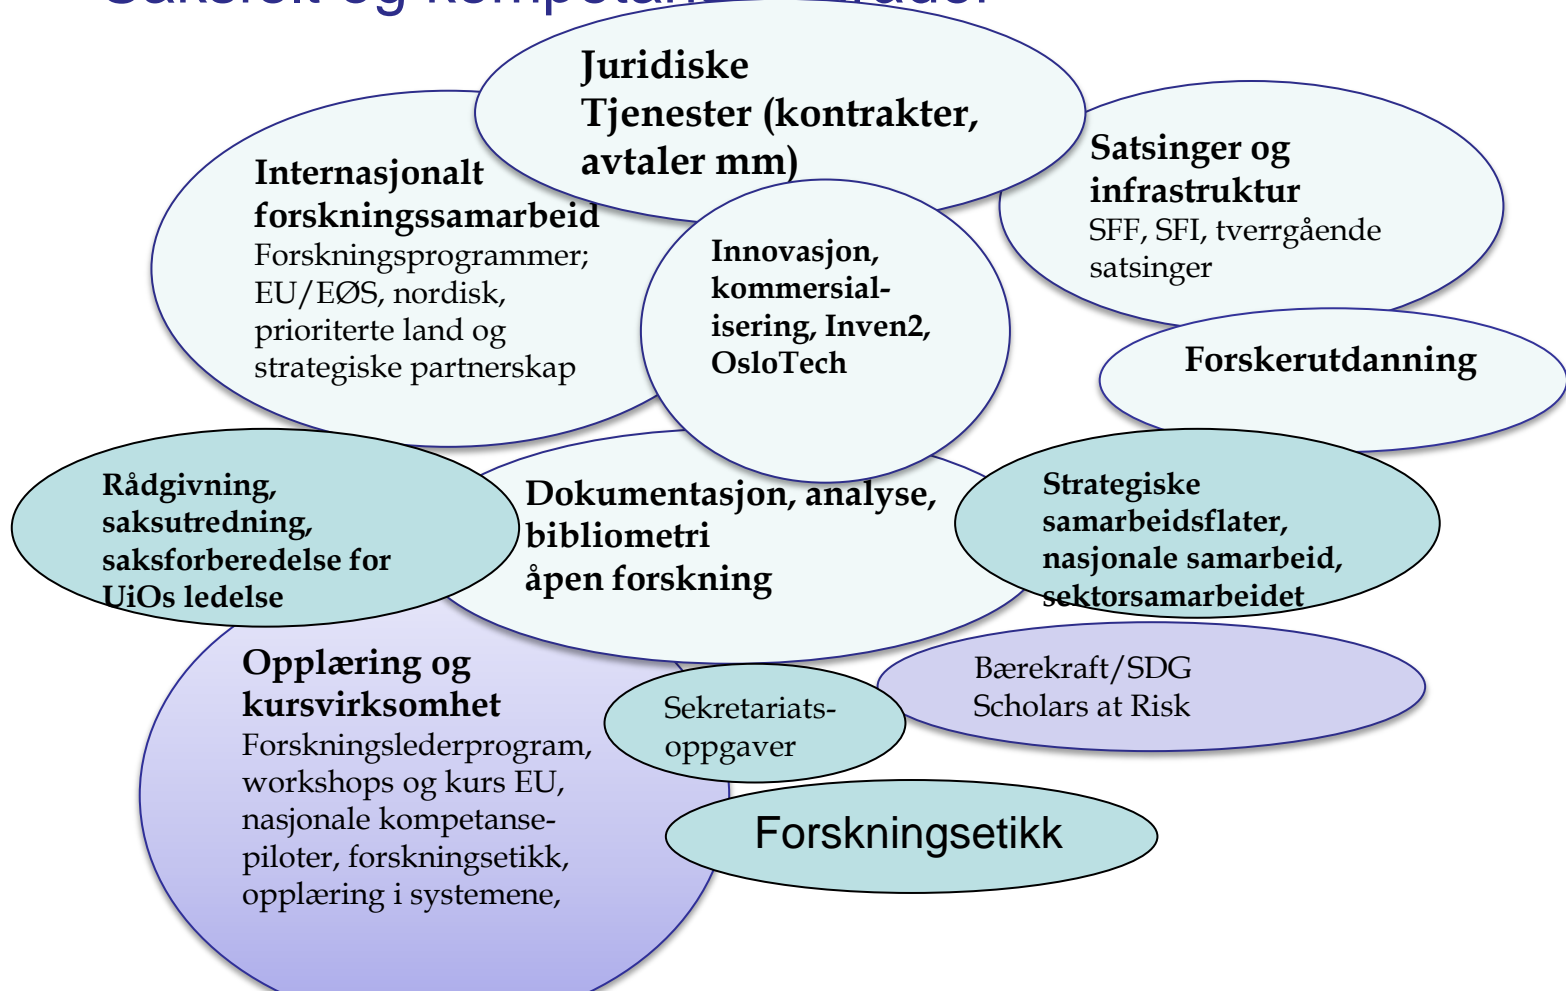 og
Juridiske
Tjenester (kontrakter,
avtaler mm)
Internasjonalt
forskningssamarbeid
Forskningsprogrammer;
EU/EØS, nordisk,
prioriterte land og
strategiske partnerskap
Innovasjon,
kommersial-
isering, Inven2,
OsloTech
Satsinger og
infrastruktur
SFF, SFI, tverrgående
satsinger
Forskerutdanning
Rådgivning,
saksutredning,
saksforberedelse for
UiOs ledelse
Dokumentasjon, analyse,
bibliometri
åpen forskning
Strategiske
samarbeidsflater,
nasjonale samarbeid,
sektorsamarbeidet
Opplæring og
kursvirksomhet
Forskningslederprogram,
workshops og kurs EU,
nasjonale kompetanse-
piloter, forskningsetikk,
opplæring i systemene,
Sekretariats-
oppgaver
Bærekraft/SDG
Scholars at Risk
Forskningsetikk